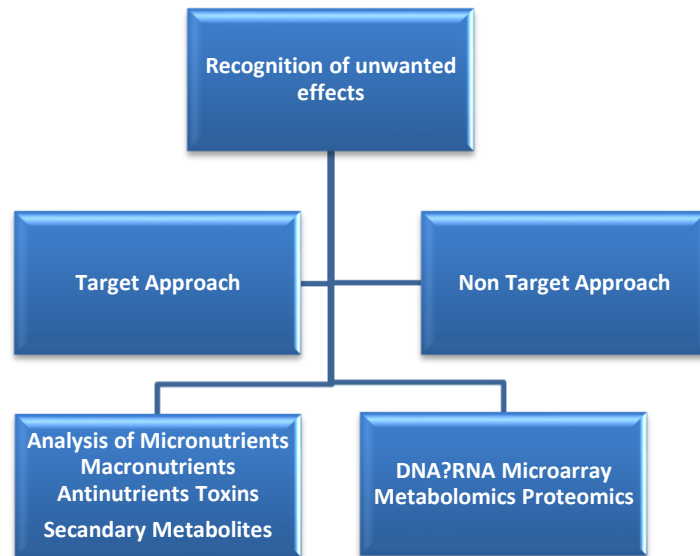 Recognition of unwanted
effects
Target Approach
Non Target Approach
Analysis of Micronutrients
Macronutrients
Antinutrients Toxins
Secandary Metabolites
DNA?RNA Microarray
Metabolomics Proteomics